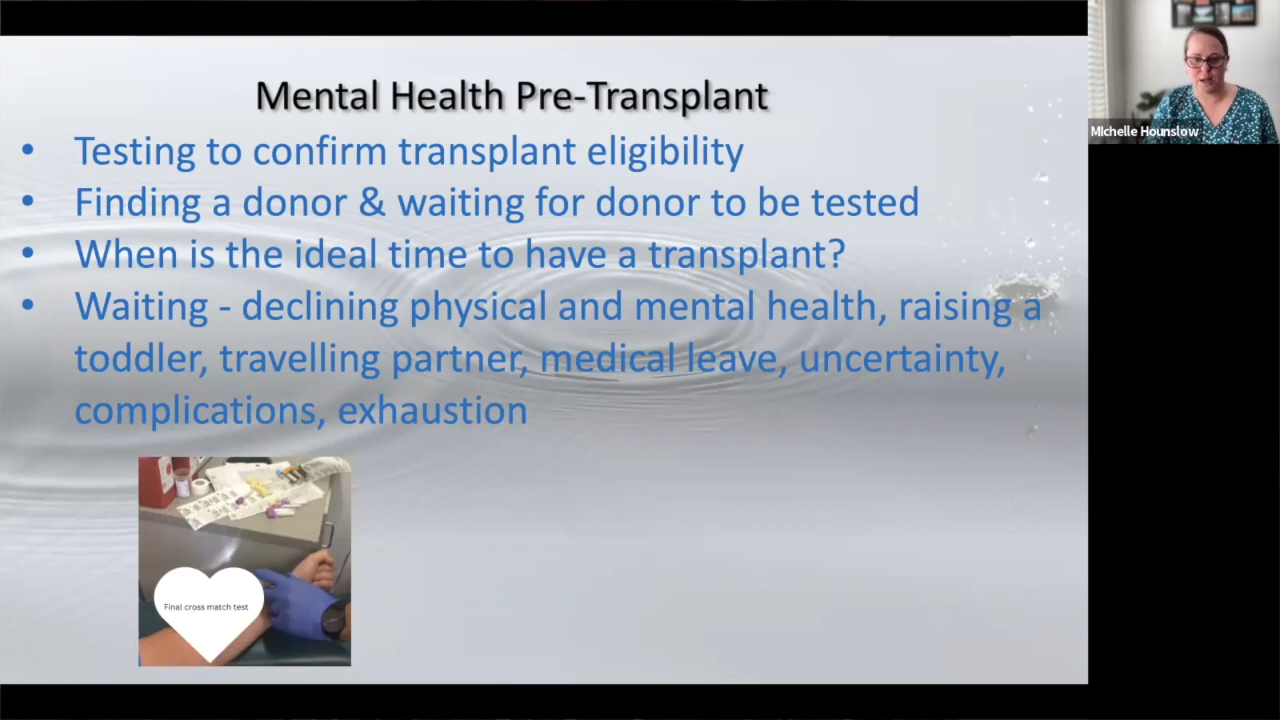 Mental Health Pre-Transplant
• Testing to confirm transplant eligibility
• Finding a donor & waiting for donor to be tested
• When is the ideal time to have a transplant?
• Waiting - declining physical and mental health, raising a
toddler, travelling partner, medical leave, uncertainty,
complications, exhaustion
Final cross match test
Michelle Hounslow